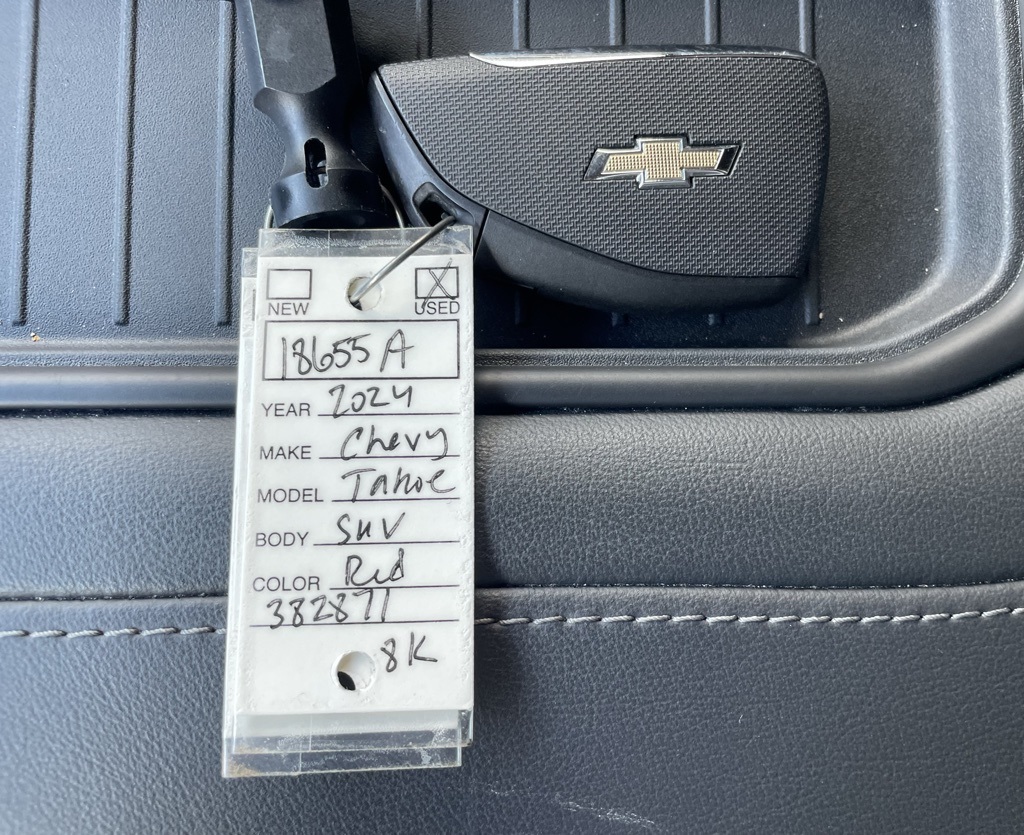 NEW USED
18655A
YEAR 2024
MAKE Chevy
MODEL Tahoe
BODY SUV
COLOR Red
382871
8K